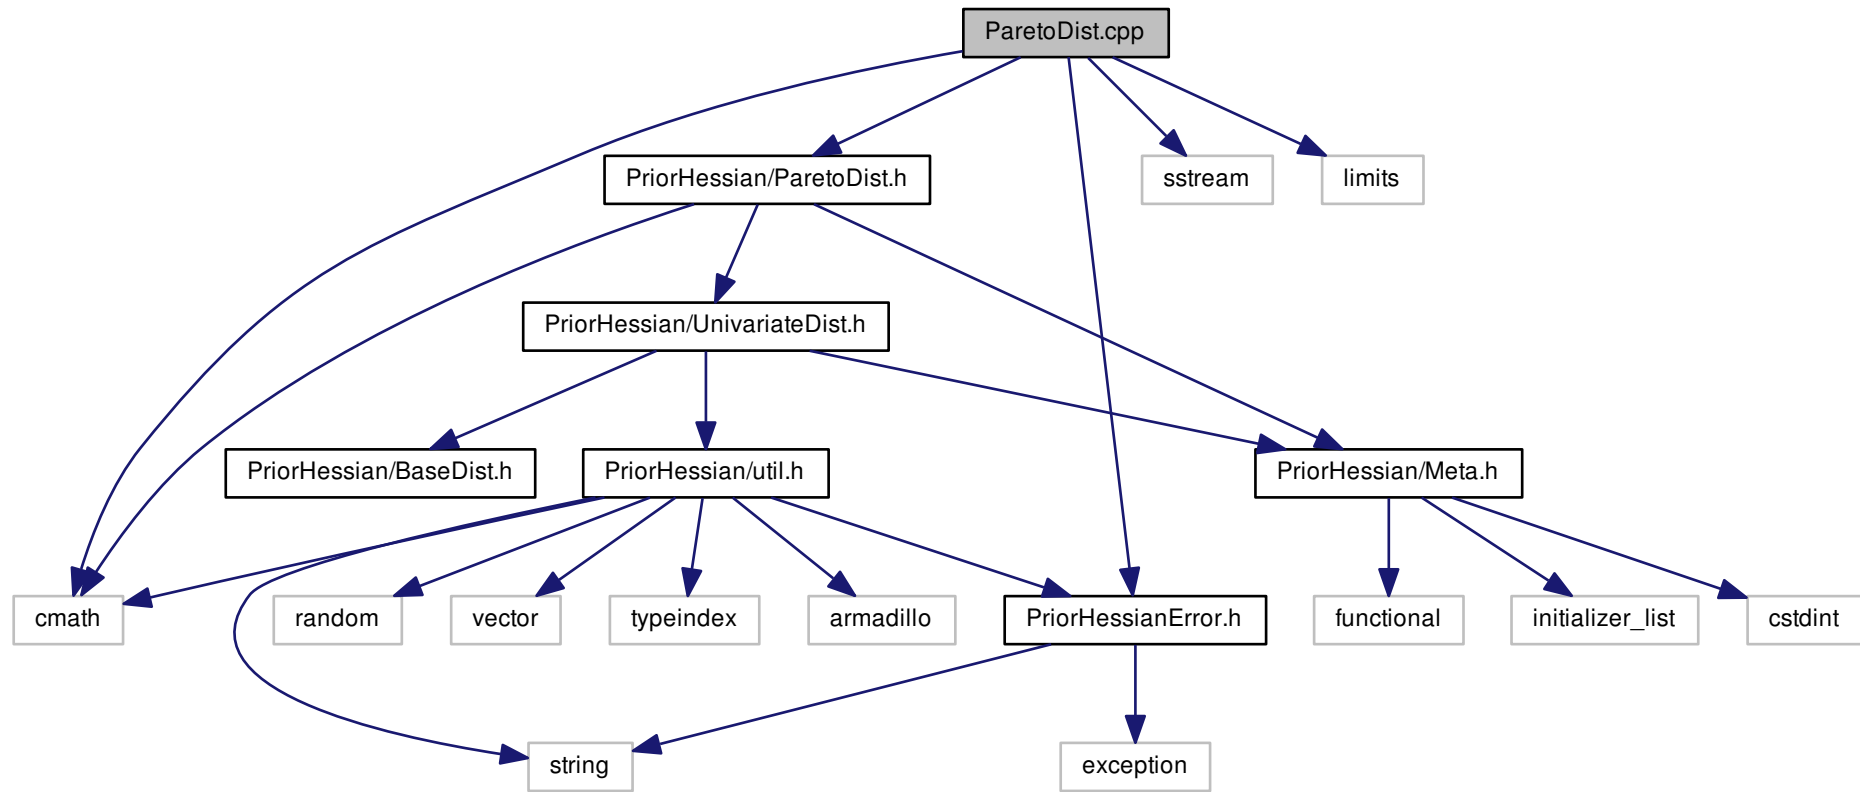 ParetoDist.cpp
PriorHessian/ParetoDist.h
sstream
limits
PriorHessian/UnivariateDist.h
PriorHessian/BaseDist.h
PriorHessian/util.h
PriorHessian/Meta.h
cmath
random
vector
typeindex
armadillo
PriorHessianError.h
functional
initializer_list
cstdint
string
exception